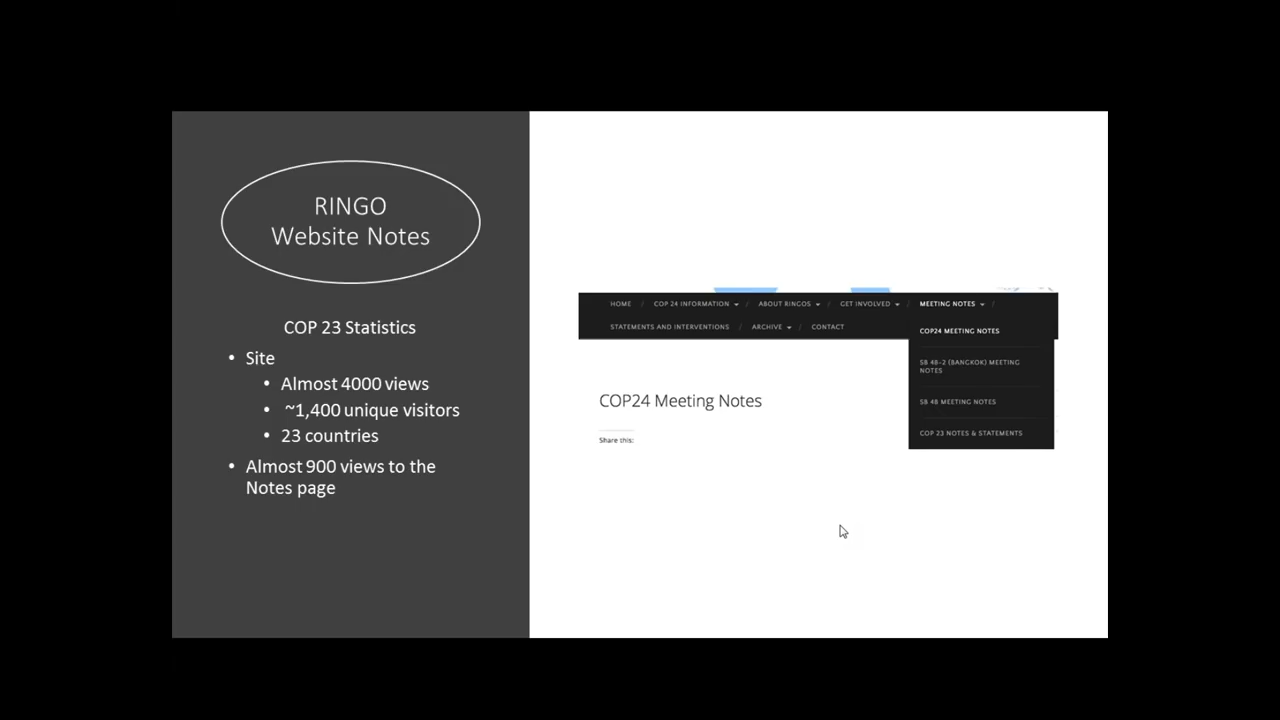 RINGO
Website Notes
COP 23 Statistics
• Site
• Almost 4000 views
• ~1,400 unique visitors
• 23 countries
• Almost 900 views to the
Notes page
HOME / COP 24 INFORMATION / ABOUT RINGOS / GET INVOLVED / MEETING NOTES /
STATEMENTS AND INTERVENTIONS / ARCHIVE / CONTACT
COP24 MEETING NOTES
SB 48-2 (BANGKOK) MEETING
NOTES
SB 48 MEETING NOTES
COP 23 NOTES & STATEMENTS
COP24 Meeting Notes
Share this: